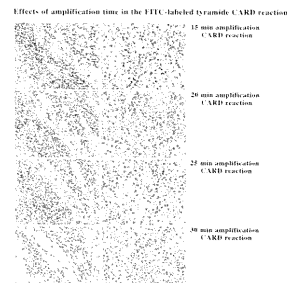 Effects of amplification time in the FITC-labeled tyramide CARD reaction
15 min amplification
CARD reaction
20 min amplification
CARD reaction
25 min amplification
CARD reaction
30 min amplification
CARD reaction